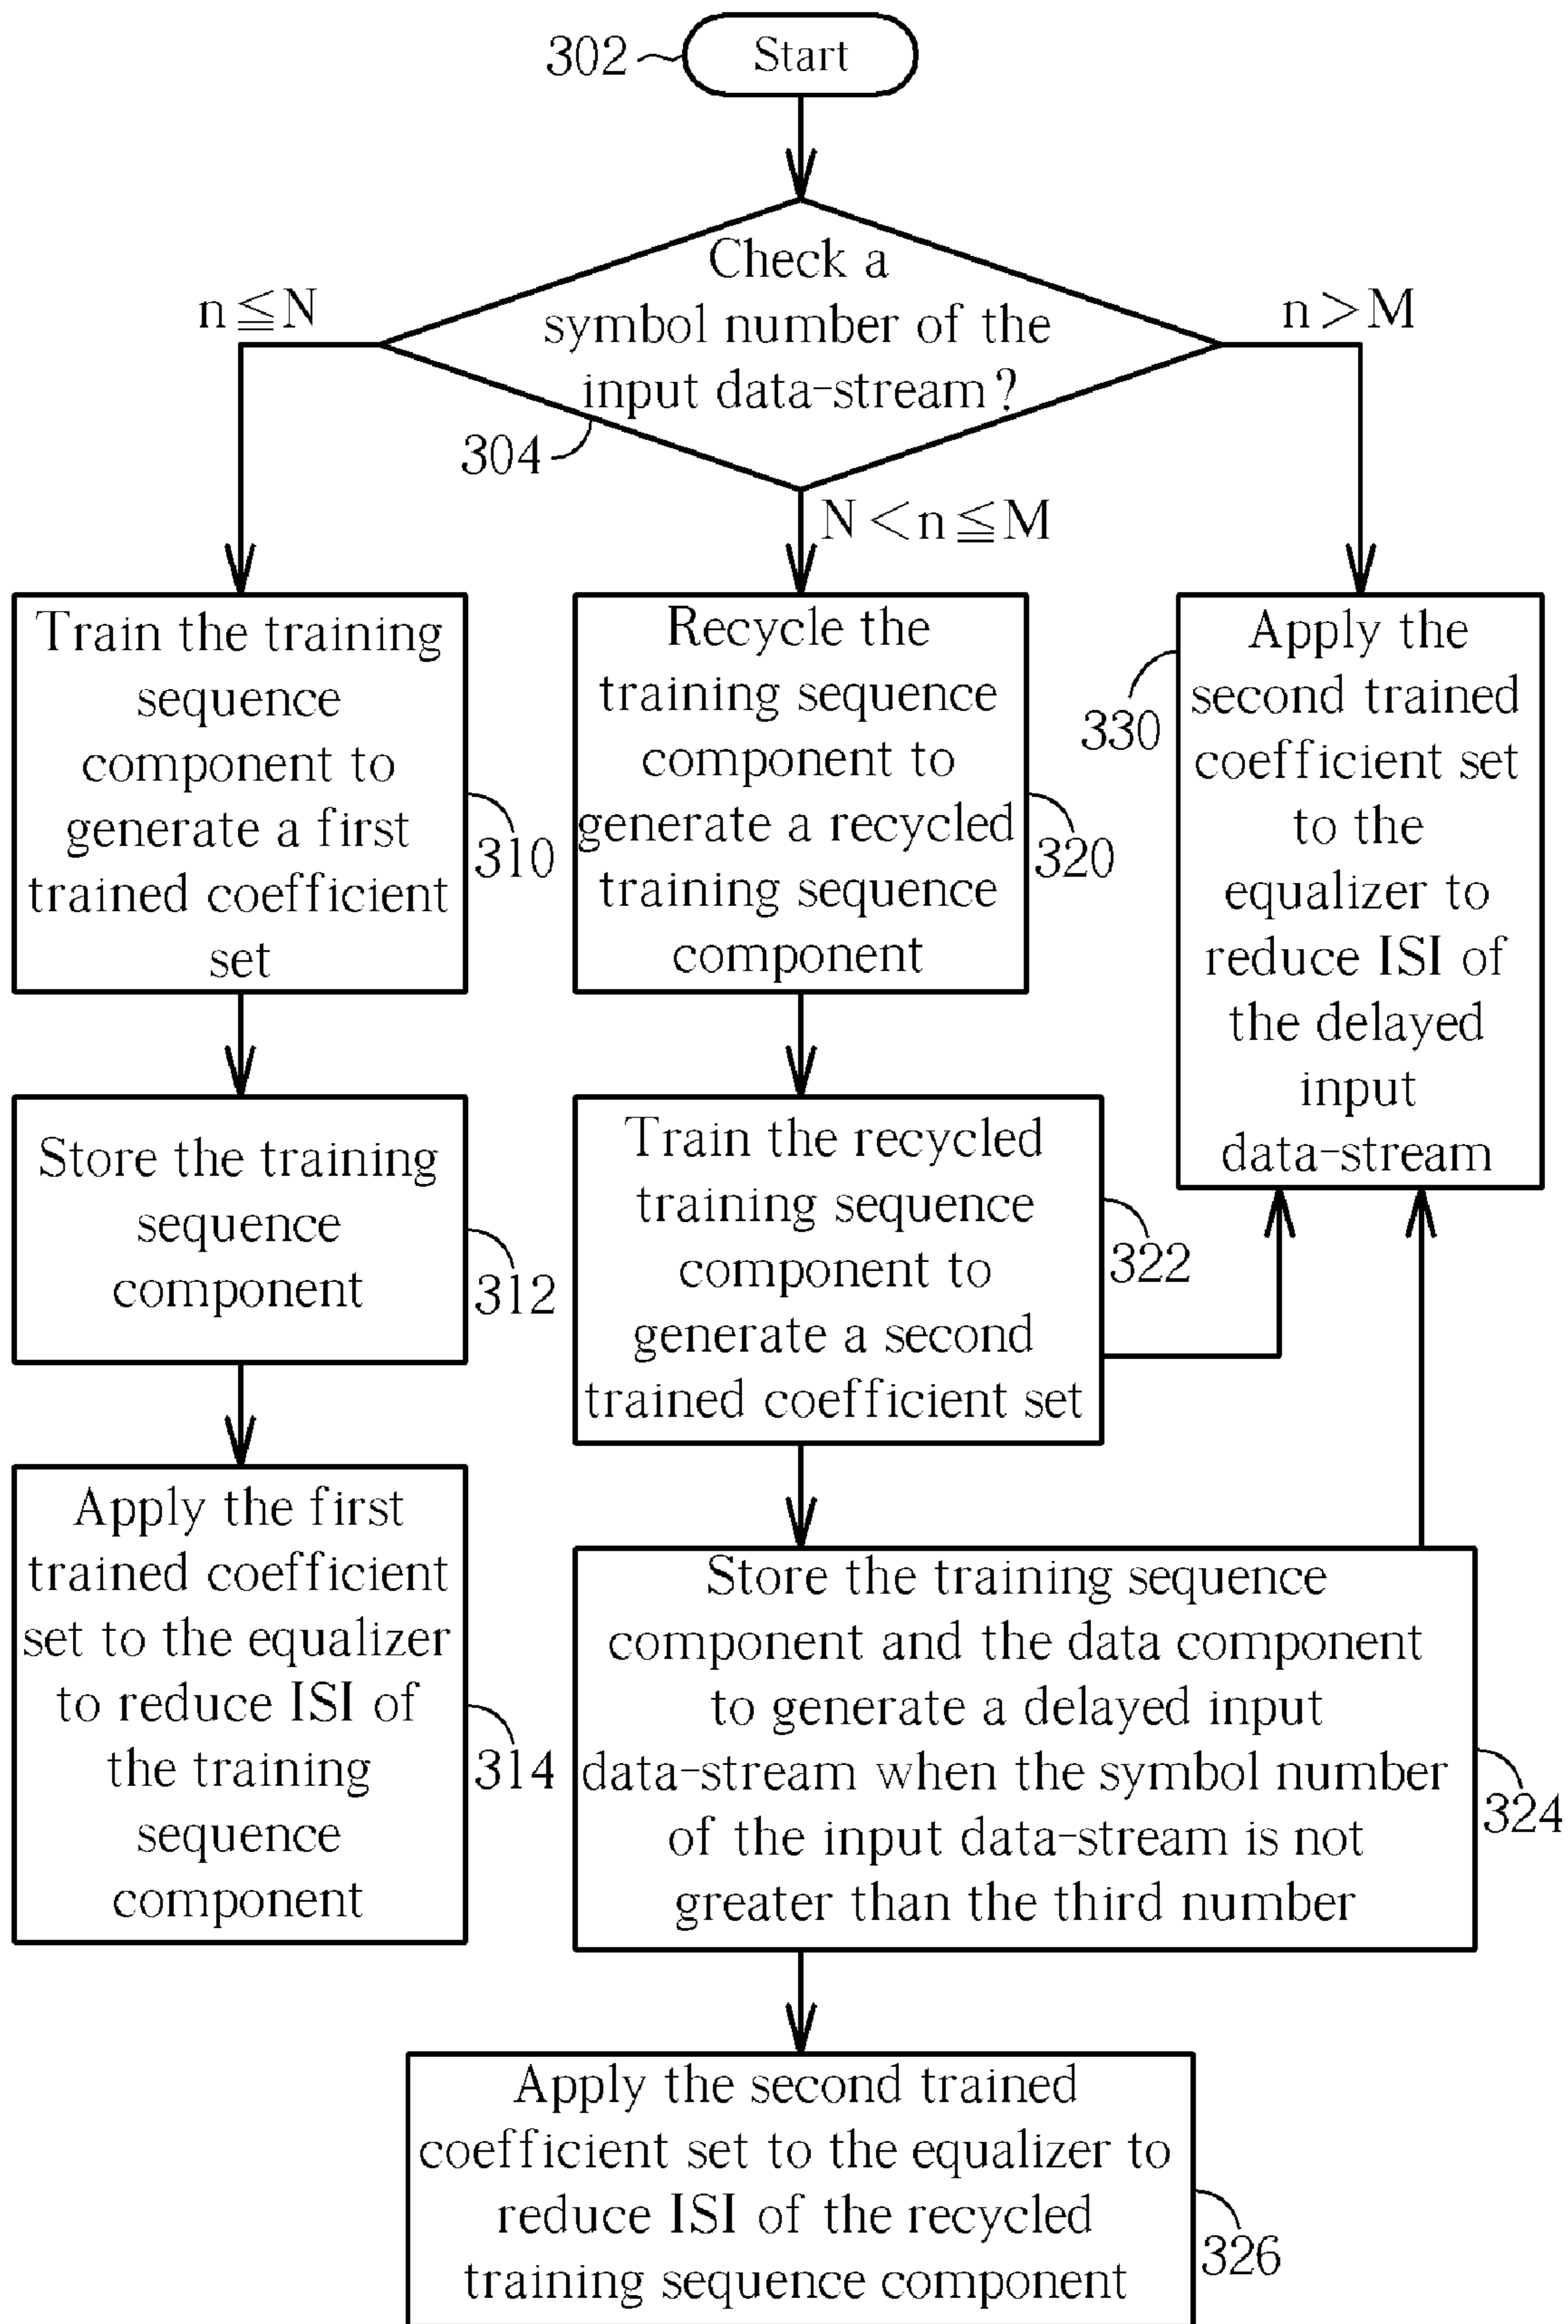 302
Start
Check a
symbol number of the
input data-stream?
304
n≦N
N<n≦M
n>M
Train the training
sequence
component to
generate a first
trained coefficient
set
310
Store the training
sequence
component
312
Apply the first
trained coefficient
set to the equalizer
to reduce ISI of
the training
sequence
component
314
Recycle the
training sequence
component to
generate a recycled
training sequence
component
320
Train the recycled
training sequence
component to
generate a second
trained coefficient set
322
Store the training sequence
component and the data component
to generate a delayed input
data-stream when the symbol number
of the input data-stream is not
greater than the third number
324
Apply the second trained
coefficient set to the equalizer to
reduce ISI of the recycled
training sequence component
326
Apply the
second trained
coefficient set
to the
equalizer to
reduce ISI of
the delayed
input
data-stream
330